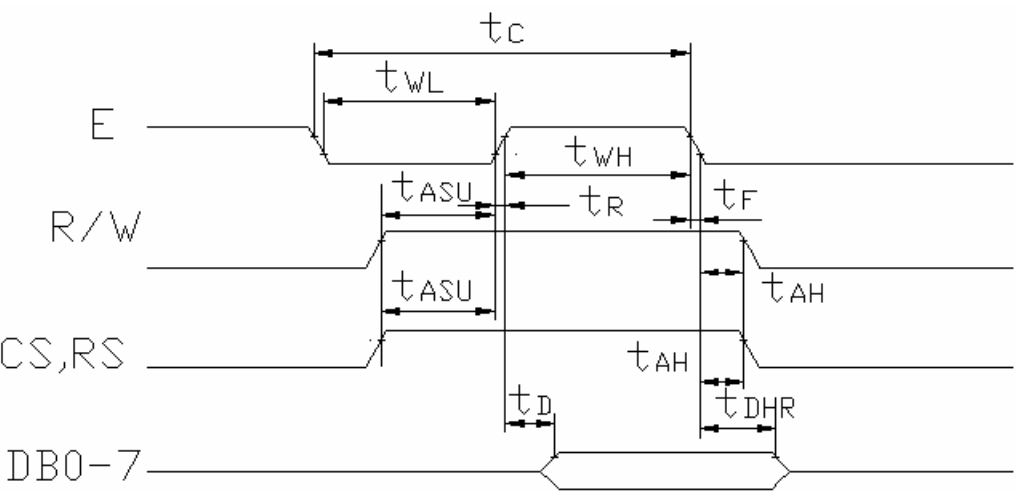 tC
tWL
E
tWH
tASU
tR
tF
R/W
tASU
tAH
CS,RS
tAH
tD
tDHR
DB0-7